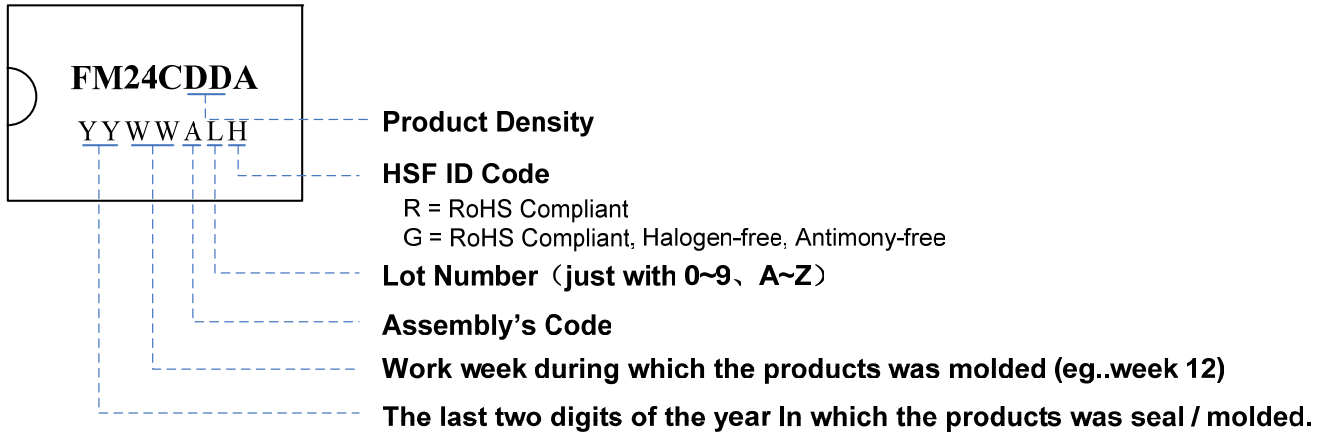 FM24CDDA
YYWWALH
Product Density
HSF ID Code
R = RoHS Compliant
G = RoHS Compliant, Halogen-free, Antimony-free
Lot Number（just with 0~9、A~Z）
Assembly’s Code
Work week during which the products was molded (eg..week 12)
The last two digits of the year In which the products was seal / molded.